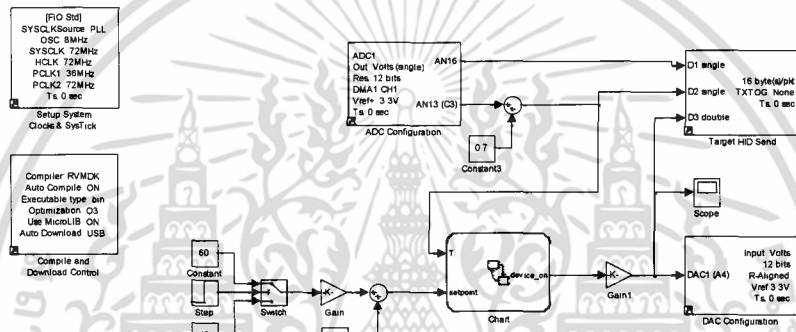 [FiO Std]
SYSCLKSource PLL
OSC 8MHz
SYSCLK 72MHz
HCLK 72MHz
PCLK1 36MHz
PCLK2 72MHz
Ts. 0 sec
Setup System
Clocks & SysTick
ADC1
Out Volts (single)
Res. 12 bits
DMA1 CH1
Vref+ 3 3V
Ts. 0 sec
AN16
AN13 (C3)
ADC Configuration
0 7
Constant3
D1 single
D2 single
D3 double
16 byte(s)/pkt
TXTOG None
Ts. 0 sec
Target HID Send
Compiler RVMDK
Auto Compile ON
Executable type bin
Optimization O3
Use MicroLIB ON
Auto Download USB
Compile and
Download Control
60
Constant
Step
Switch
-K-
Gain
T
setpoint
device_on
Chart
-K-
Gain1
Scope
DAC1 (A4)
Input Volts
12 bits
R-Aligned
Vref 3 3V
Ts. 0 sec
DAC Configuration